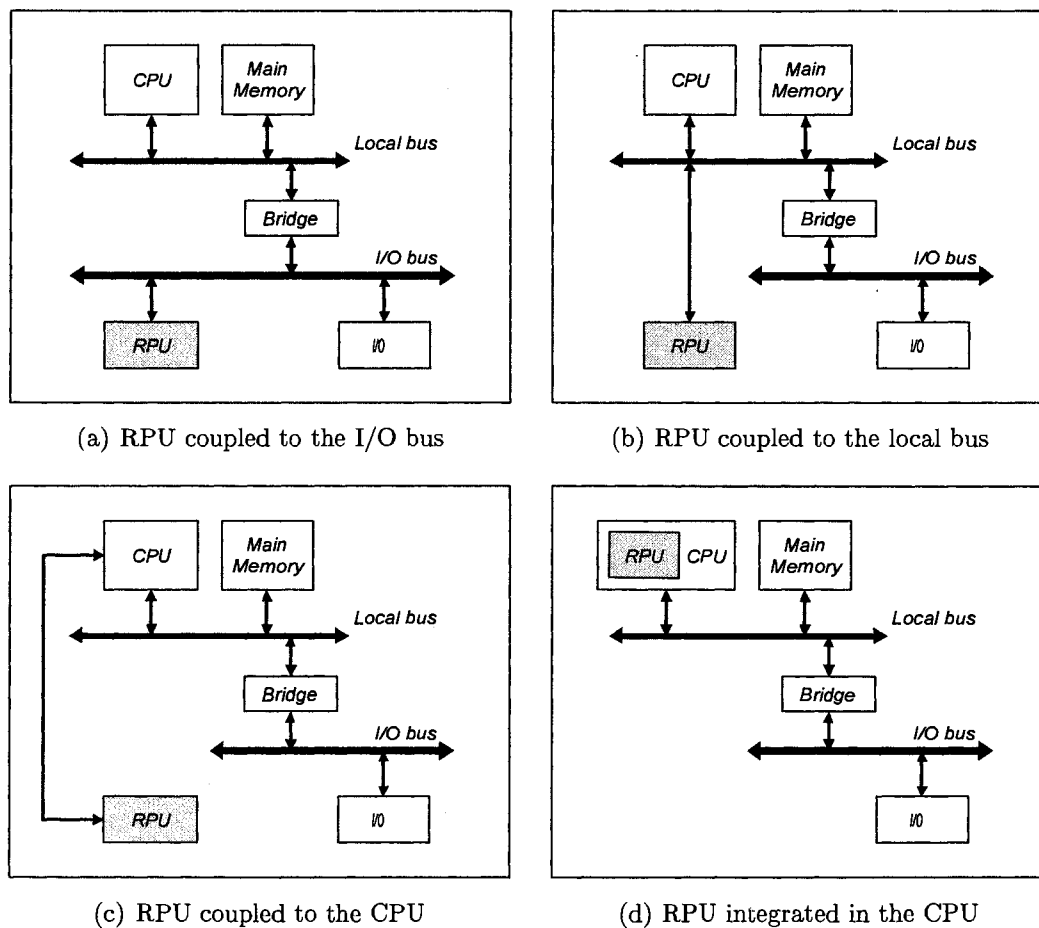 CPU
Main
Memory
Local bus
Bridge
I/O bus
RPU
I/O
(a) RPU coupled to the I/O bus
CPU
Main
Memory
Local bus
Bridge
I/O bus
RPU
I/O
(b) RPU coupled to the local bus
CPU
Main
Memory
Local bus
Bridge
I/O bus
RPU
I/O
(c) RPU coupled to the CPU
RPU CPU
Main
Memory
Local bus
Bridge
I/O bus
I/O
(d) RPU integrated in the CPU